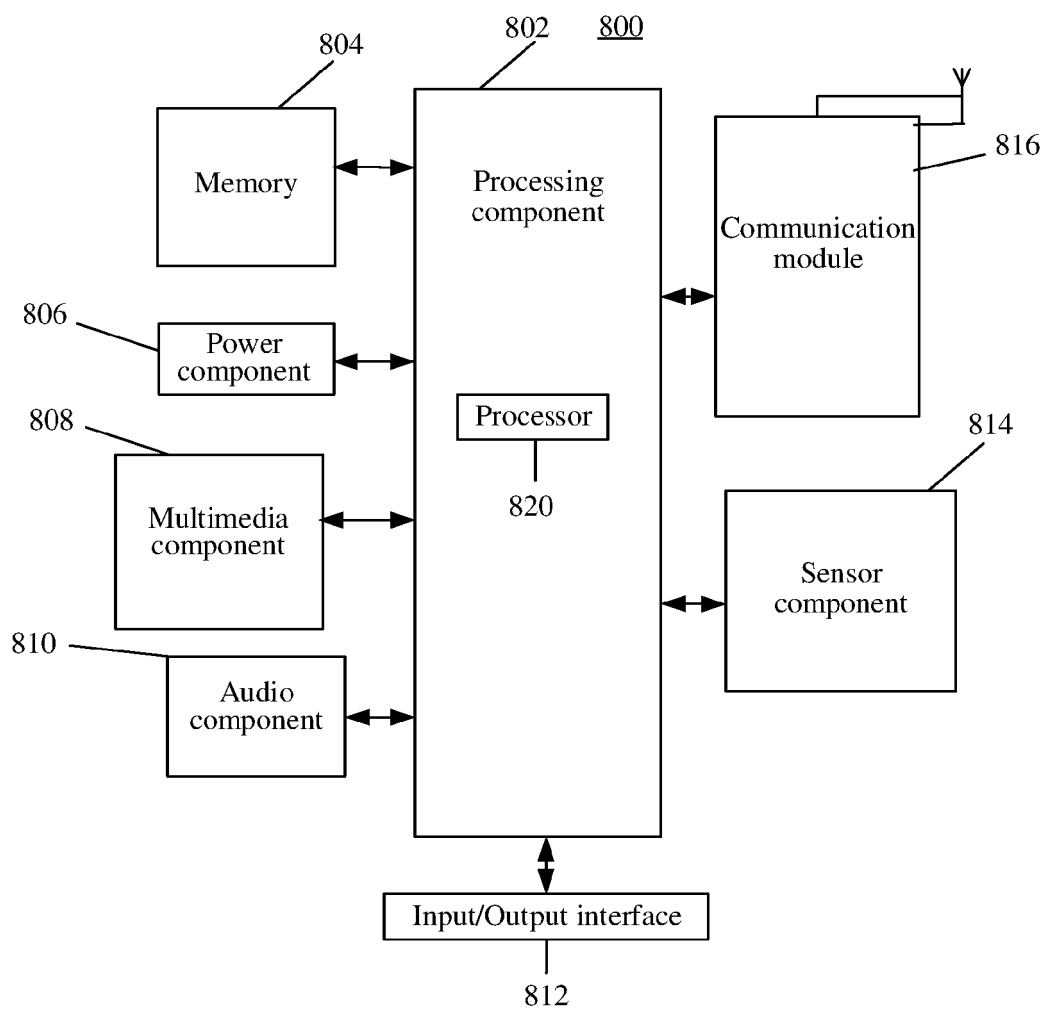 802
800
804
816
Memory
Processing
component
Communication
module
806
Power
component
808
Processor
814
820
Multimedia
component
Sensor
component
810
Audio
component
Input/Output interface
812